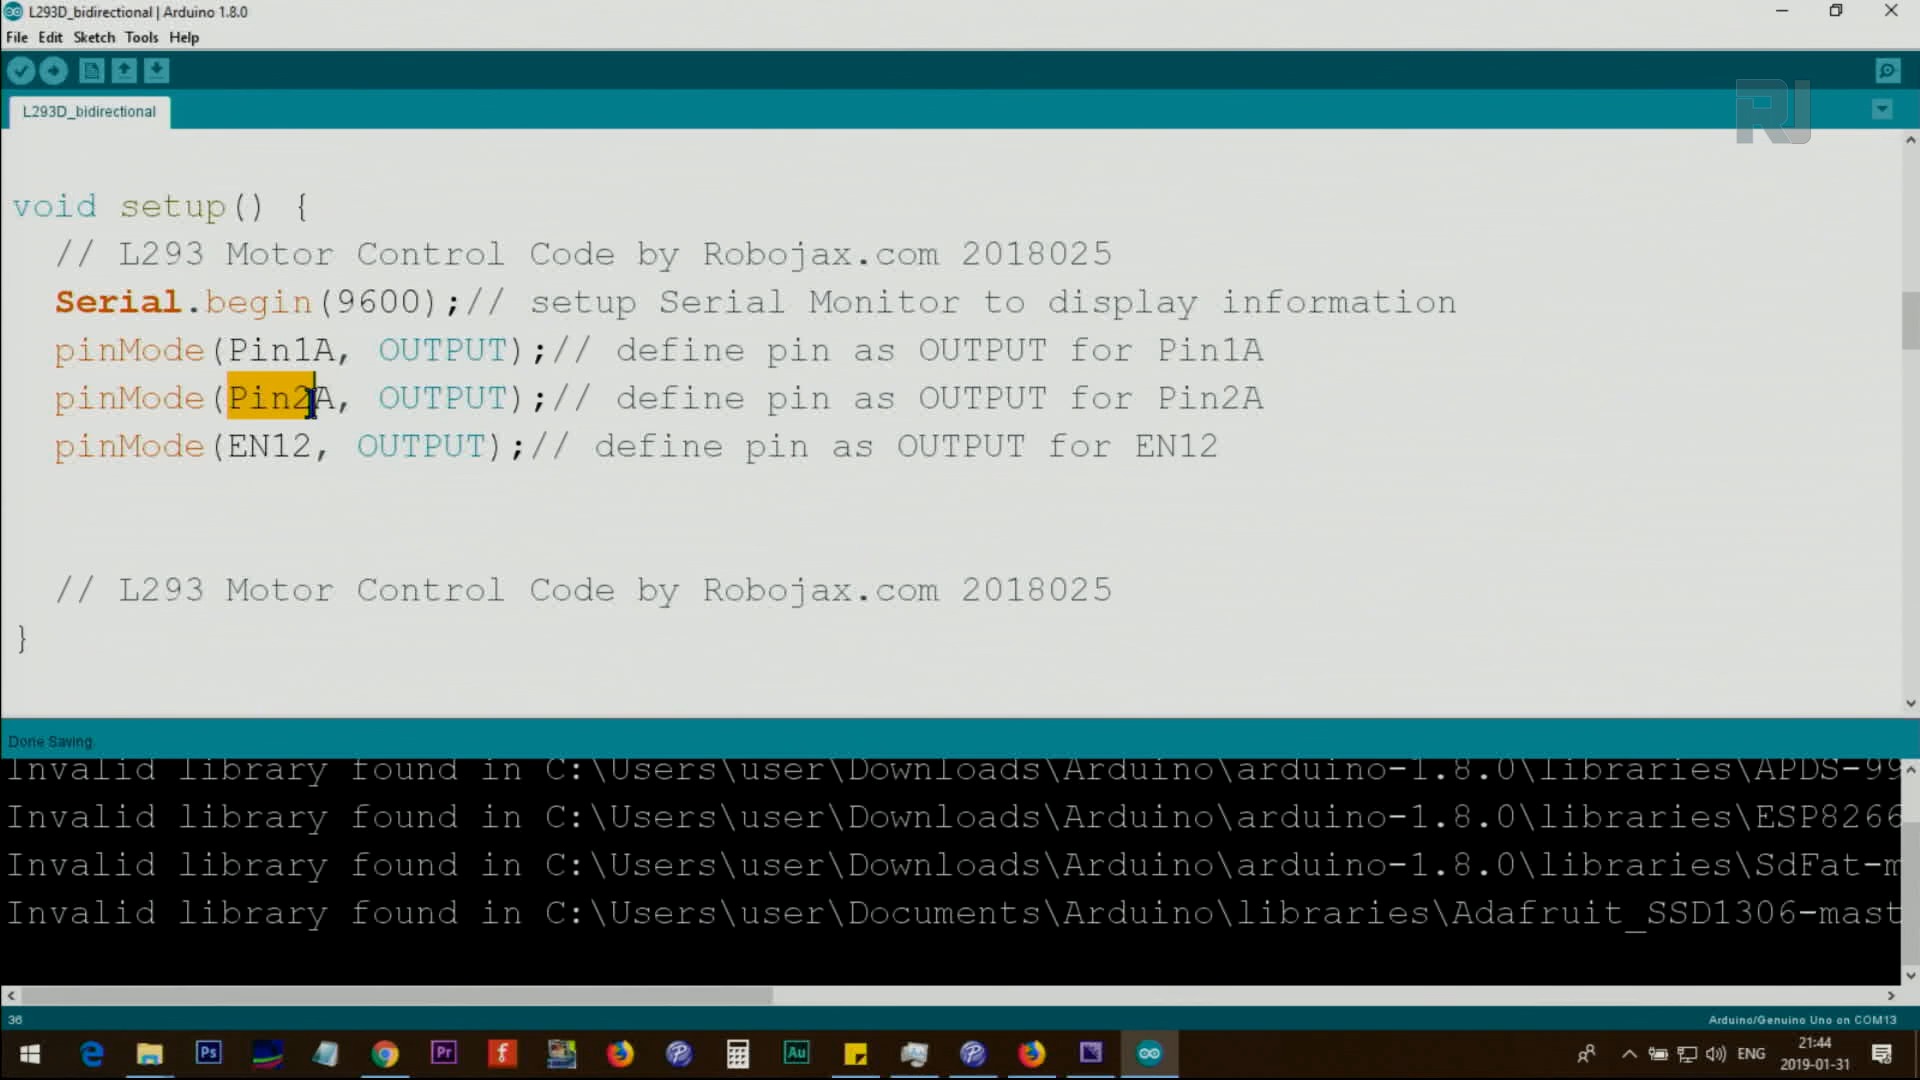 L293D_bidirectional | Arduino 1.8.0
File Edit Sketch Tools Help
L293D_bidirectional
RJ
void setup() {
// L293 Motor Control Code by Robojax.com 2018025
Serial.begin(9600);// setup Serial Monitor to display information
pinMode(Pin1A, OUTPUT);// define pin as OUTPUT for Pin1A
pinMode(Pin2A, OUTPUT);// define pin as OUTPUT for Pin2A
pinMode(EN12, OUTPUT);// define pin as OUTPUT for EN12
// L293 Motor Control Code by Robojax.com 2018025
}
Done Saving.
Invalid library found in C:\Users\user\Downloads\Arduino\arduino-1.8.0\libraries\APDS-99
Invalid library found in C:\Users\user\Downloads\Arduino\arduino-1.8.0\libraries\ESP8266
Invalid library found in C:\Users\user\Downloads\Arduino\arduino-1.8.0\libraries\SdFat-m
Invalid library found in C:\Users\user\Documents\Arduino\libraries\Adafruit_SSD1306-mast
36
Arduino/Genuino Uno on COM13
Ps
Pr
f
Au
ENG
21:44
2019-01-31